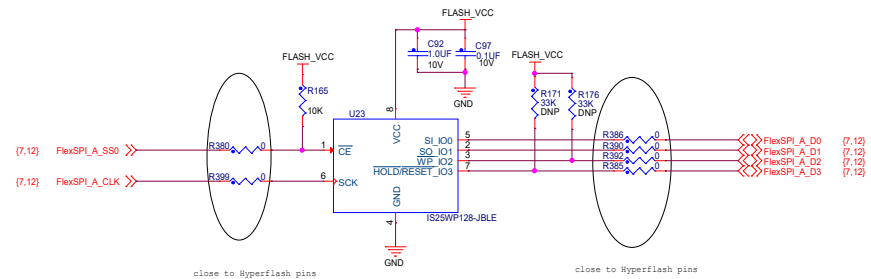 FLASH_VCC
C92
1.0UF
10V
C97
0.1UF
10V
GND
FLASH_VCC
R165
10K
FLASH_VCC
R171
33K
DNP
R176
33K
DNP
U23
8
VCC
{7,12} FlexSPI_A_SS0
R380 0
1 CE
{7,12} FlexSPI_A_CLK
R399 0
6 SCK
SI_IO0 5
SO_IO1 2
WP_IO2 3
HOLD/RESET_IO3 7
R386 0
R390 0
R392 0
R385 0
FlexSPI_A_D0 {7,12}
FlexSPI_A_D1 {7,12}
FlexSPI_A_D2 {7,12}
FlexSPI_A_D3 {7,12}
GND
4
IS25WP128-JBLE
GND
close to Hyperflash pins
close to Hyperflash pins